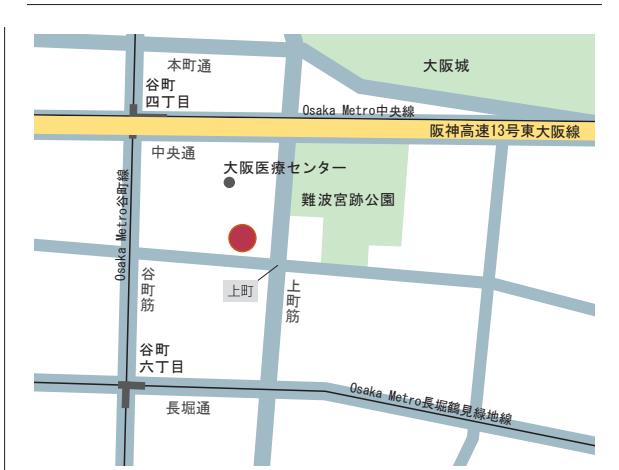 本町通
大阪城
谷町
四丁目
Osaka Metro中央線
阪神高速13号東大阪線
中央通
大阪医療センター
Osaka Metro谷町線
難波宮跡公園
谷町筋
上町
上町筋
谷町
六丁目
Osaka Metro長堀鶴見緑地線
長堀通